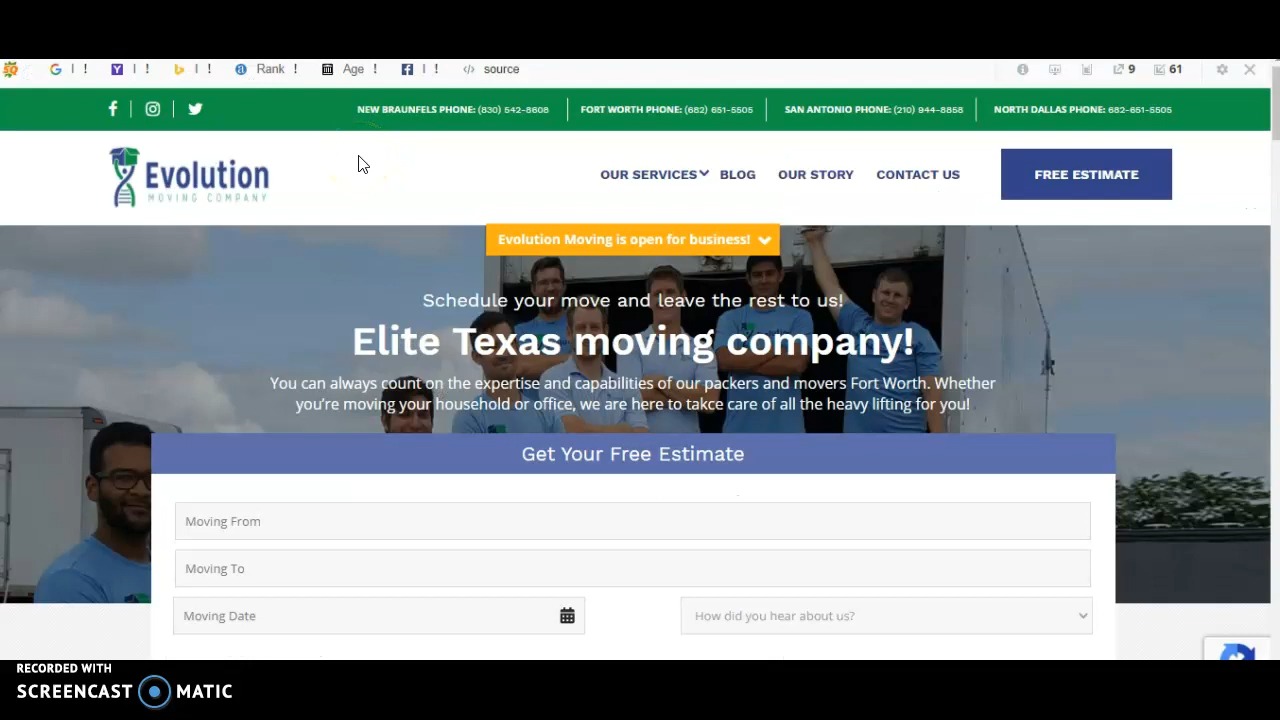 SQ G I ! Y I ! b I ! a Rank ! Age ! f I ! </> source 9 61
NEW BRAUNFELS PHONE: (830) 542-8608 FORT WORTH PHONE: (682) 651-5505 SAN ANTONIO PHONE: (210) 944-8858 NORTH DALLAS PHONE: 682-651-5505
Evolution
MOVING COMPANY
OUR SERVICES BLOG OUR STORY CONTACT US FREE ESTIMATE
Evolution Moving is open for business!
Schedule your move and leave the rest to us!
Elite Texas moving company!
You can always count on the expertise and capabilities of our packers and movers Fort Worth. Whether
you're moving your household or office, we are here to takce care of all the heavy lifting for you!
Get Your Free Estimate
Moving From
Moving To
Moving Date How did you hear about us?
RECORDED WITH
SCREENCAST MATIC